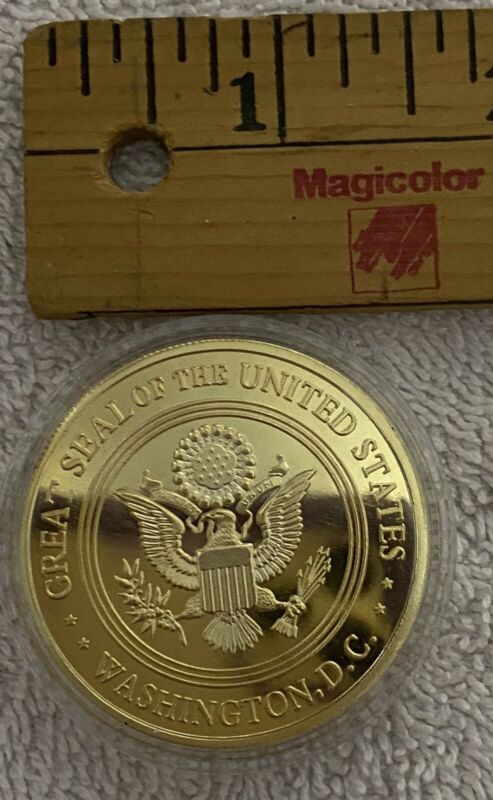 1
Magicolor
GREAT SEAL OF THE UNITED STATES
WASHINGTON, D.C.